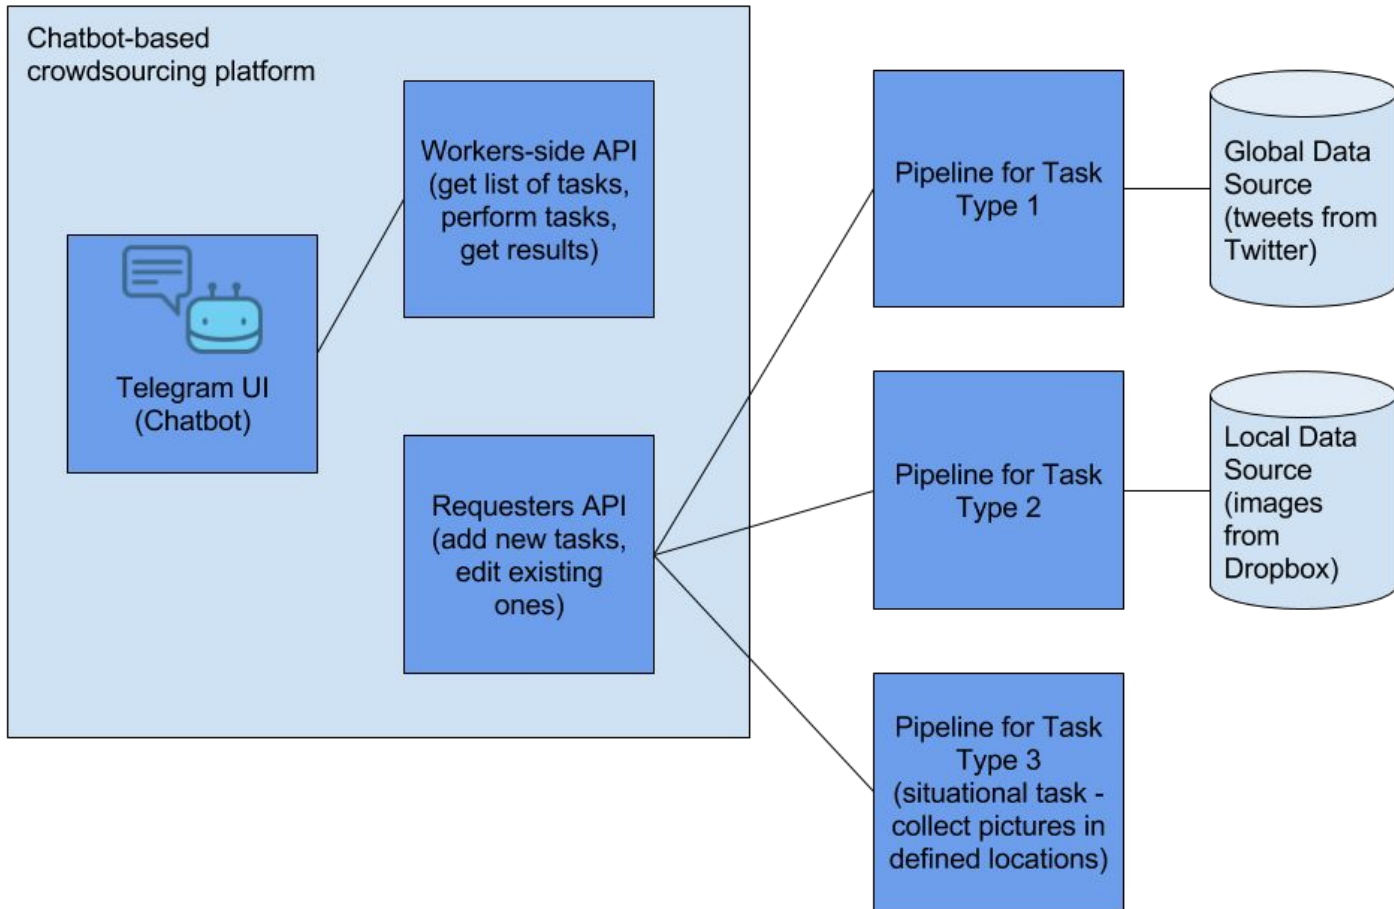 Chatbot-based
crowdsourcing platform
Workers-side API
(get list of tasks,
perform tasks,
get results)
Telegram UI
(Chatbot)
Requesters API
(add new tasks,
edit existing
ones)
Pipeline for Task
Type 1
Global Data
Source
(tweets from
Twitter)
Pipeline for Task
Type 2
Local Data
Source
(images
from
Dropbox)
Pipeline for Task
Type 3
(situational task -
collect pictures in
defined locations)